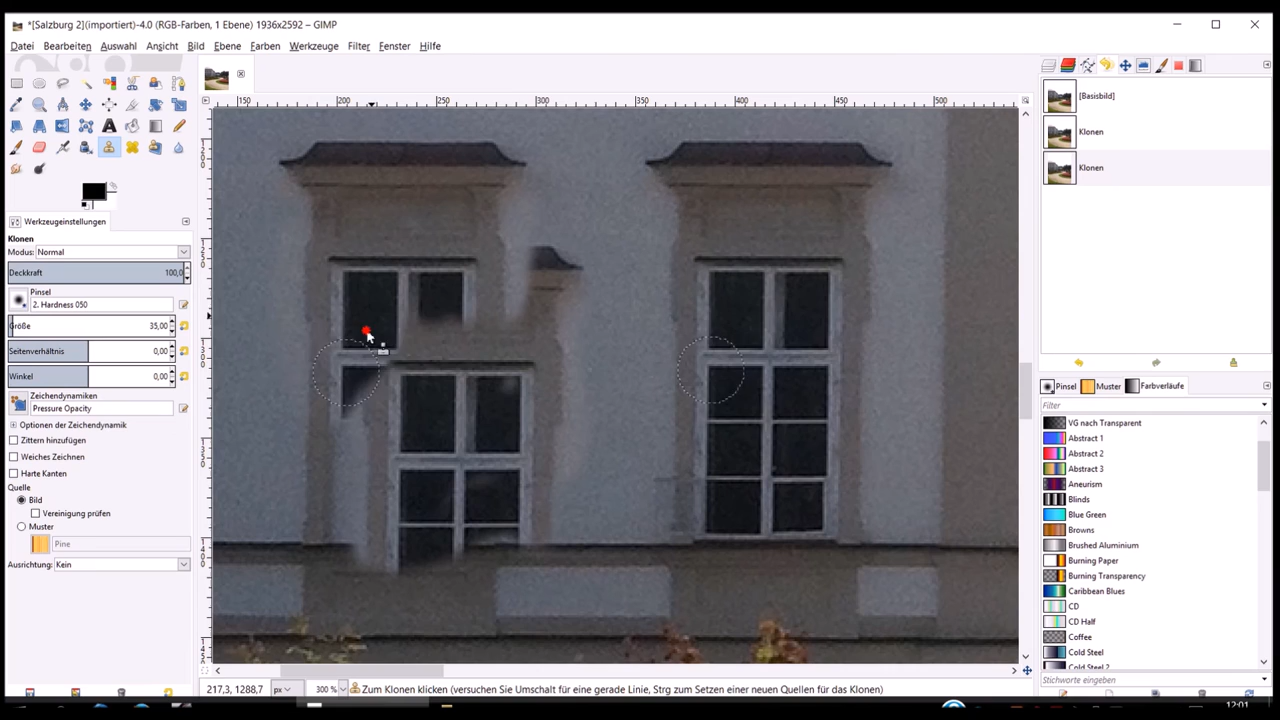 *[Salzburg 2](importiert)-4.0 (RGB-Farben, 1 Ebene) 1936x2592 – GIMP
Datei Bearbeiten Auswahl Ansicht Bild Ebene Farben Werkzeuge Filter Fenster Hilfe
150 200 250 300 350 400 450 500
[Basisbild]
Klonen
Klonen
Werkzeugeinstellungen
Klonen
Modus: Normal
Deckkraft 100,0
Pinsel
2. Hardness 050
Größe 35,00
Seitenverhältnis 0,00
Winkel 0,00
Zeichendynamiken
Pressure Opacity
Optionen der Zeichendynamik
Zittern hinzufügen
Weiches Zeichnen
Harte Kanten
Quelle
Bild
Vereinigung prüfen
Muster
Pine
Ausrichtung: Kein
Pinsel Muster Farbverläufe
Filter
VG nach Transparent
Abstract 1
Abstract 2
Abstract 3
Aneurism
Blinds
Blue Green
Browns
Brushed Aluminium
Burning Paper
Burning Transparency
Caribbean Blues
CD
CD Half
Coffee
Cold Steel
Cold Steel 2
Stichworte eingeben
217,3, 1288,7 px 300 % Zum Klonen klicken (versuchen Sie Umschalt für eine gerade Linie, Strg zum Setzen einer neuen Quellen für das Klonen)
12:01